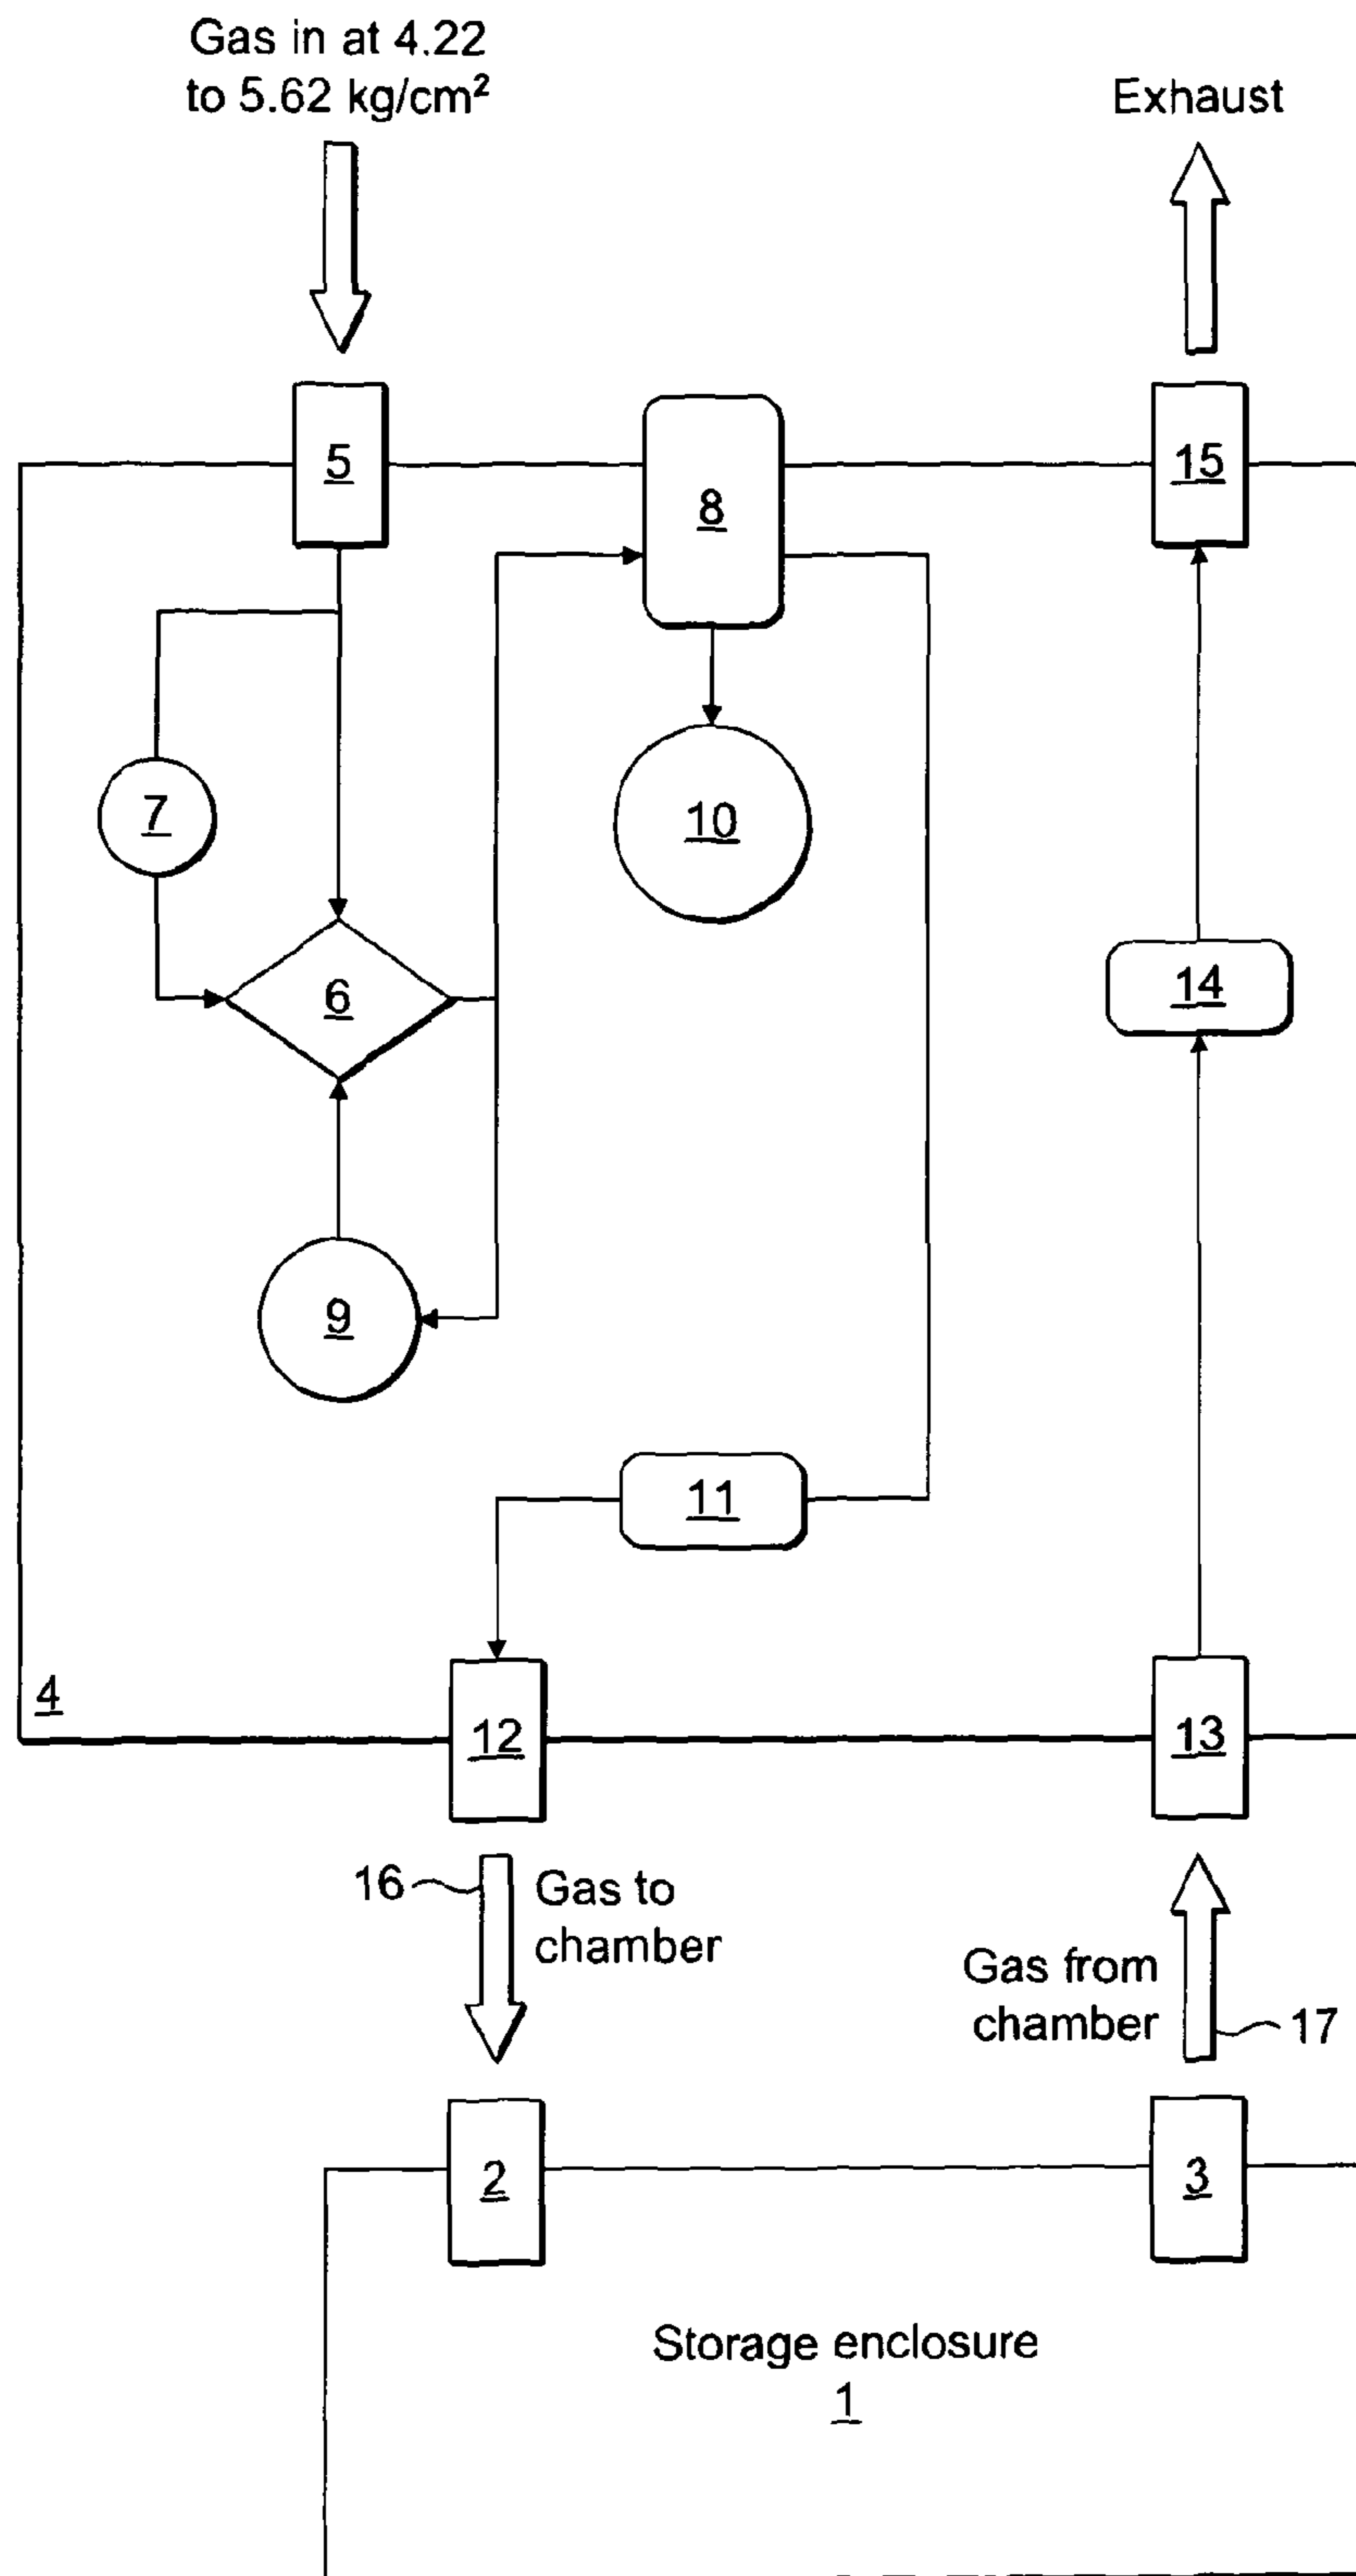 Gas in at 4.22
to 5.62 kg/cm²
Exhaust
5
8
15
7
10
6
14
9
11
4
12
13
16
Gas to
chamber
Gas from
chamber
17
2
3
Storage enclosure
1